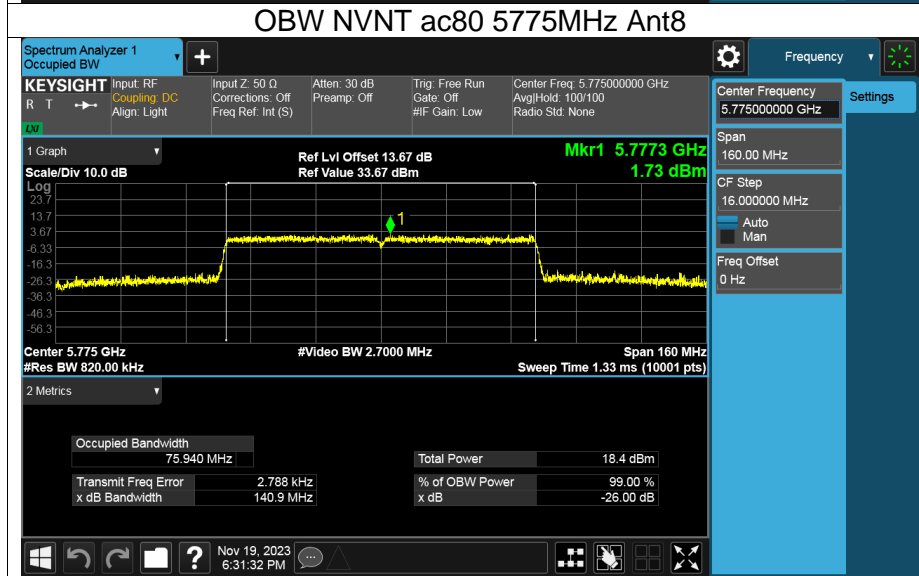 OBW NVNT ac80 5775MHz Ant8
Spectrum Analyzer 1
Occupied BW
+
Frequency
KEYSIGHT
R T
LXI
Input: RF
Coupling: DC
Align: Light
Input Z: 50 Ω
Corrections: Off
Freq Ref: Int (S)
Atten: 30 dB
Preamp: Off
Trig: Free Run
Gate: Off
#IF Gain: Low
Center Freq: 5.775000000 GHz
Avg|Hold: 100/100
Radio Std: None
Center Frequency
5.775000000 GHz
Settings
Span
160.00 MHz
CF Step
16.000000 MHz
Auto
Man
Freq Offset
0 Hz
1 Graph
Scale/Div 10.0 dB
Ref Lvl Offset 13.67 dB
Ref Value 33.67 dBm
Mkr1 5.7773 GHz
1.73 dBm
Log
23.7
13.7
3.67
-6.33
-16.3
-26.3
-36.3
-46.3
-56.3
1
Center 5.775 GHz
#Res BW 820.00 kHz
#Video BW 2.7000 MHz
Span 160 MHz
Sweep Time 1.33 ms (10001 pts)
2 Metrics
Occupied Bandwidth
75.940 MHz
Total Power 18.4 dBm
Transmit Freq Error 2.788 kHz
% of OBW Power 99.00 %
x dB Bandwidth 140.9 MHz
x dB -26.00 dB
?
Nov 19, 2023
6:31:32 PM